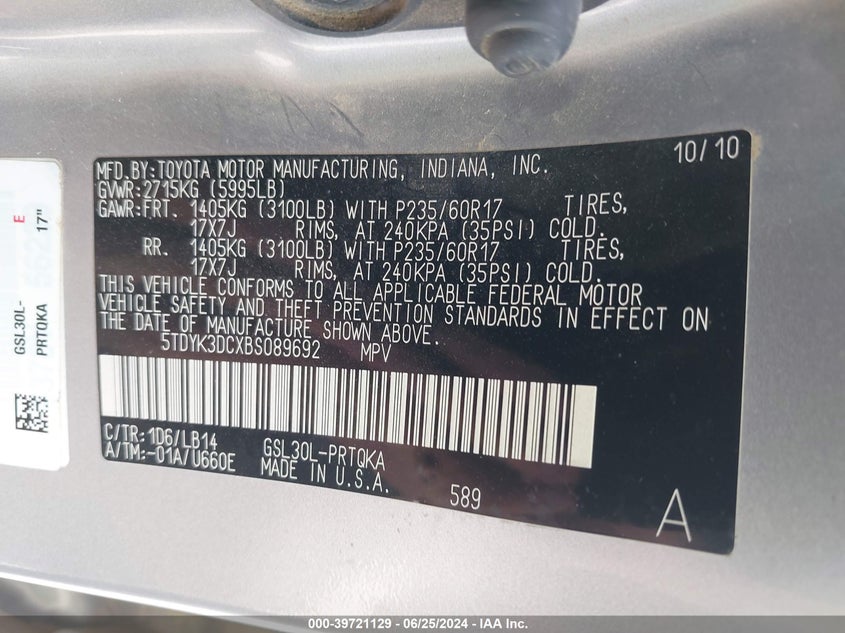 MFD.BY:TOYOTA MOTOR MANUFACTURING, INDIANA, INC. 10/10
GVWR:2715KG (5995LB)
GAWR:FRT. 1405KG (3100LB) WITH P235/60R17 TIRES,
17X7J RIMS, AT 240KPA (35PSI) COLD.
RR. 1405KG (3100LB) WITH P235/60R17 TIRES,
17X7J RIMS, AT 240KPA (35PSI) COLD.
THIS VEHICLE CONFORMS TO ALL APPLICABLE FEDERAL MOTOR
VEHICLE SAFETY AND THEFT PREVENTION STANDARDS IN EFFECT ON
THE DATE OF MANUFACTURE SHOWN ABOVE.
5TDYK3DCXBS089692 MPV
C/TR:1D6/LB14 GSL30L-PRTQKA
A/TM:-01A/U660E MADE IN U.S.A.
589
A
GSL30L-
PRTQKA
E
17"
000-39721129 - 06/25/2024 - IAA Inc.